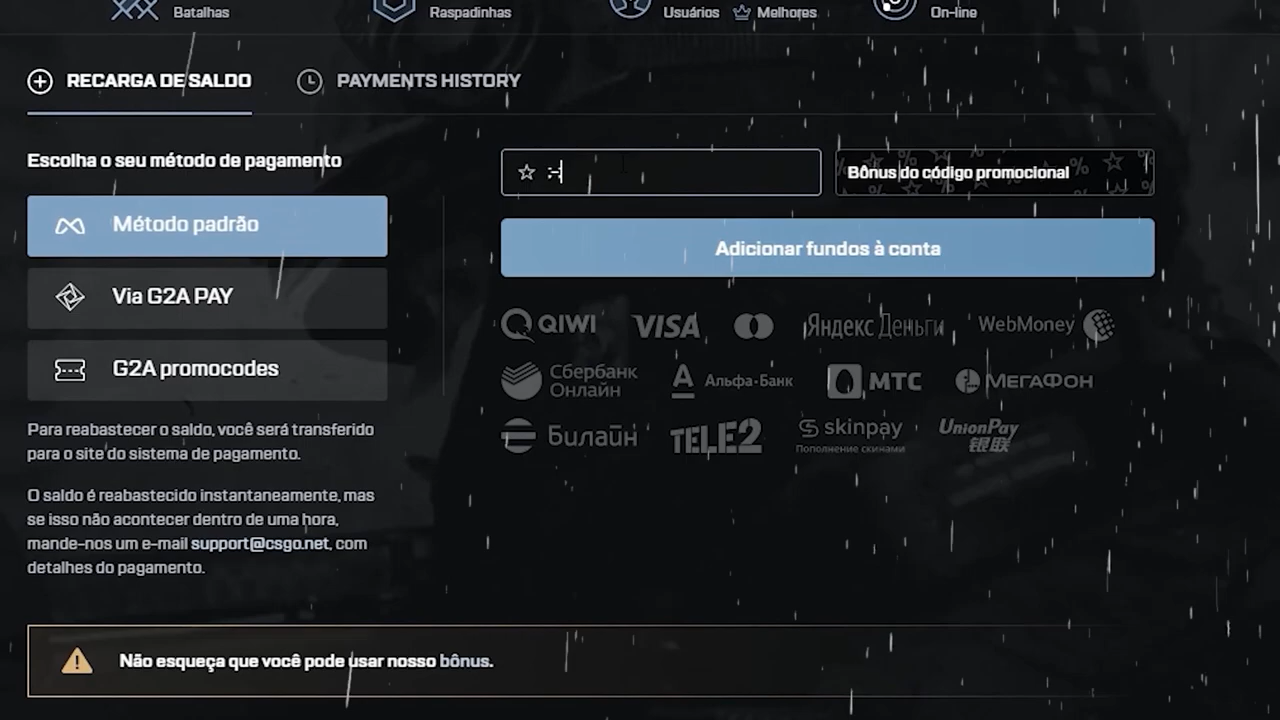 Batalhas
Raspadinhas
Usuários
Melhores
On-line
RECARGA DE SALDO
PAYMENTS HISTORY
Escolha o seu método de pagamento
Método padrão
Via G2A PAY
G2A promocodes
Para reabastecer o saldo, você será transferido
para o site do sistema de pagamento.
O saldo é reabastecido instantaneamente, mas
se isso não acontecer dentro de uma hora,
mande-nos um e-mail support@csgo.net, com
detalhes do pagamento.
:-
Bônus do código promocional
Adicionar fundos à conta
QIWI
VISA
Яндекс Деньги
WebMoney
Сбербанк
Онлайн
Альфа·Банк
МТС
МЕГАФОН
Билайн
TELE2
skinpay
Пополнение скинами
UnionPay
银联
Não esqueça que você pode usar nosso bônus.